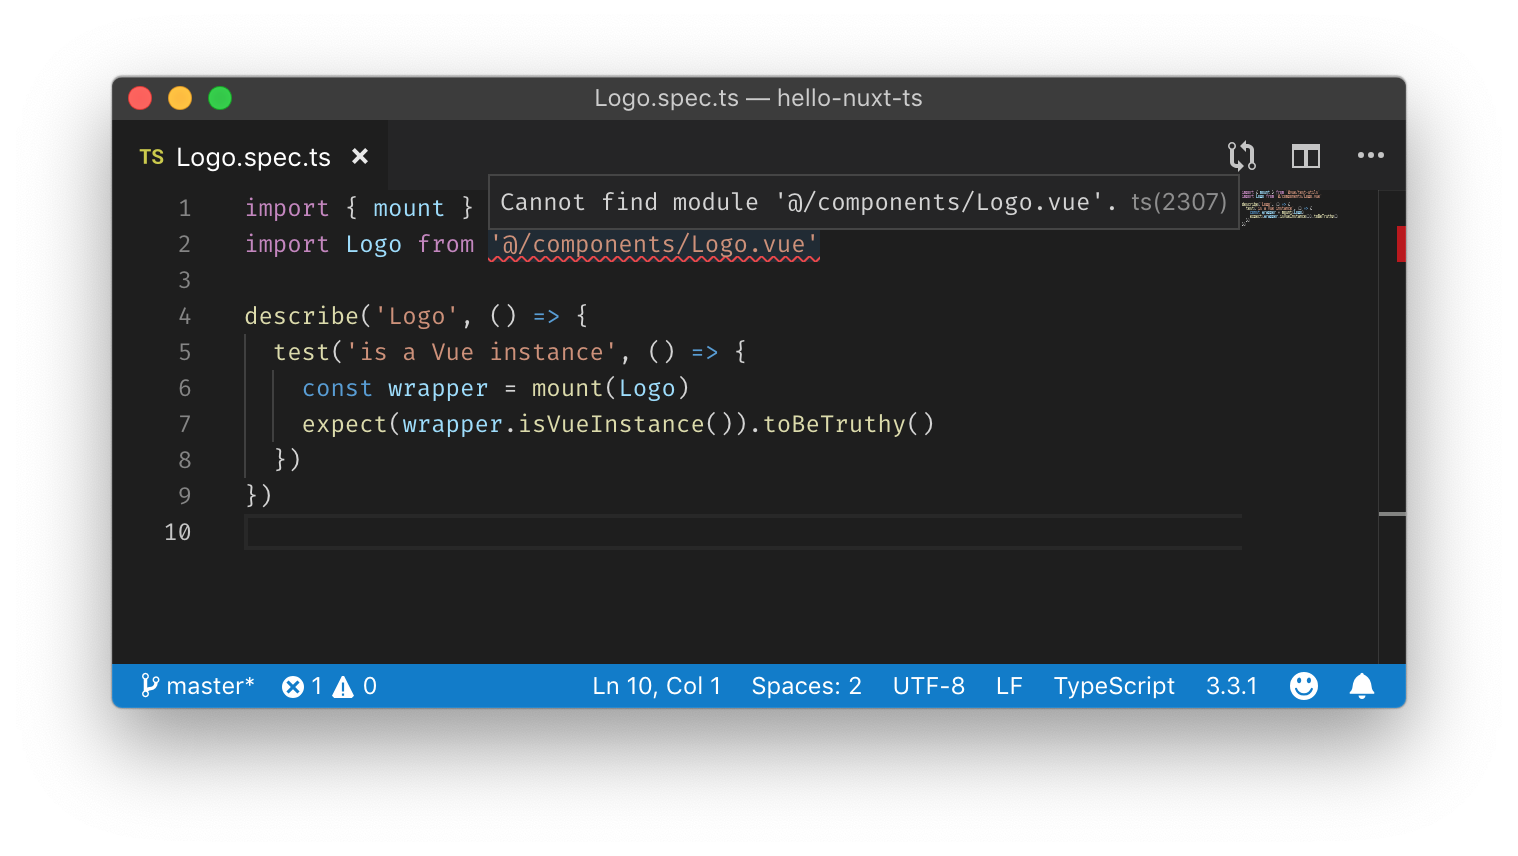 Logo.spec.ts — hello-nuxt-ts
TS Logo.spec.ts ×
Cannot find module '@/components/Logo.vue'. ts(2307)
1 import { mount }
2 import Logo from '@/components/Logo.vue'
3
4 describe('Logo', () => {
5 test('is a Vue instance', () => {
6 const wrapper = mount(Logo)
7 expect(wrapper.isVueInstance()).toBeTruthy()
8 })
9 })
10
master* 1 0 Ln 10, Col 1 Spaces: 2 UTF-8 LF TypeScript 3.3.1